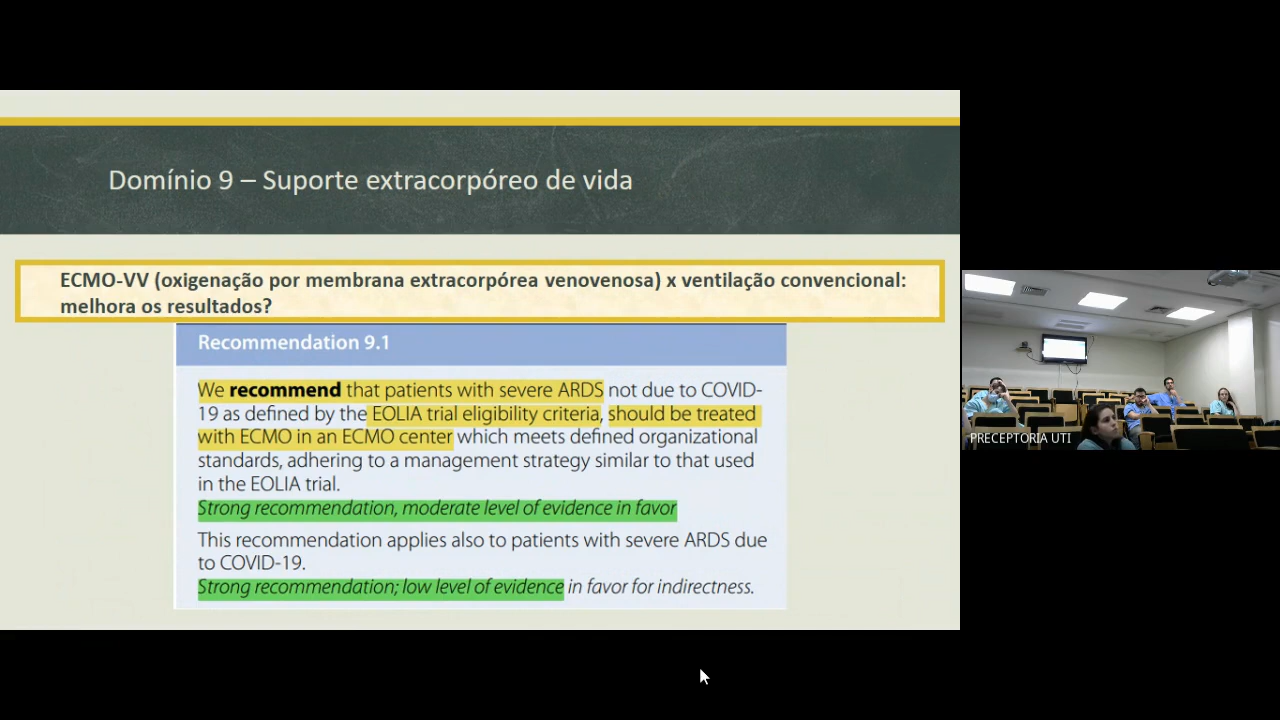 Domínio 9 – Suporte extracorpóreo de vida
ECMO-VV (oxigenação por membrana extracorpórea venovenosa) x ventilação convencional:
melhora os resultados?
Recommendation 9.1
We recommend that patients with severe ARDS not due to COVID-
19 as defined by the EOLIA trial eligibility criteria, should be treated
with ECMO in an ECMO center which meets defined organizational
standards, adhering to a management strategy similar to that used
in the EOLIA trial.
Strong recommendation, moderate level of evidence in favor
This recommendation applies also to patients with severe ARDS due
to COVID-19.
Strong recommendation; low level of evidence in favor for indirectness.
PRECEPTORIA UTI